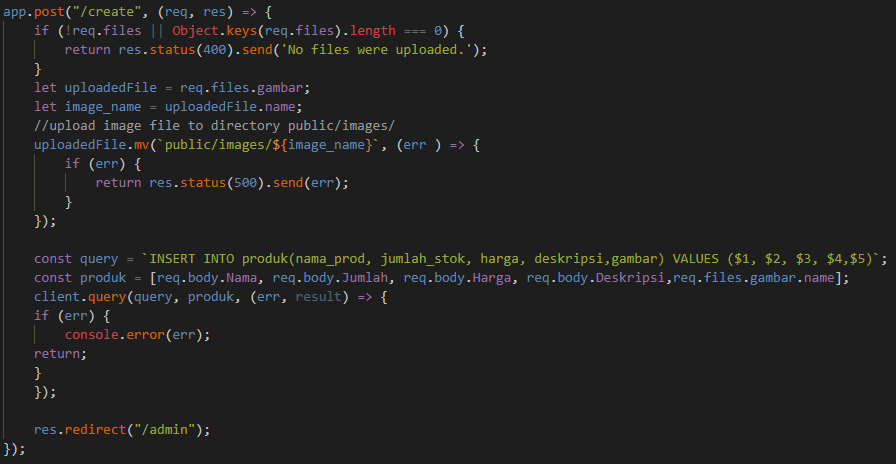 app.post("/create", (req, res) => {
if (!req.files || Object.keys(req.files).length === 0) {
return res.status(400).send('No files were uploaded.');
}
let uploadedFile = req.files.gambar;
let image_name = uploadedFile.name;
//upload image file to directory public/images/
uploadedFile.mv(`public/images/${image_name}`, (err ) => {
if (err) {
return res.status(500).send(err);
}
});
const query = `INSERT INTO produk(nama_prod, jumlah_stok, harga, deskripsi,gambar) VALUES ($1, $2, $3, $4,$5)`;
const produk = [req.body.Nama, req.body.Jumlah, req.body.Harga, req.body.Deskripsi,req.files.gambar.name];
client.query(query, produk, (err, result) => {
if (err) {
console.error(err);
return;
}
});
res.redirect("/admin");
});